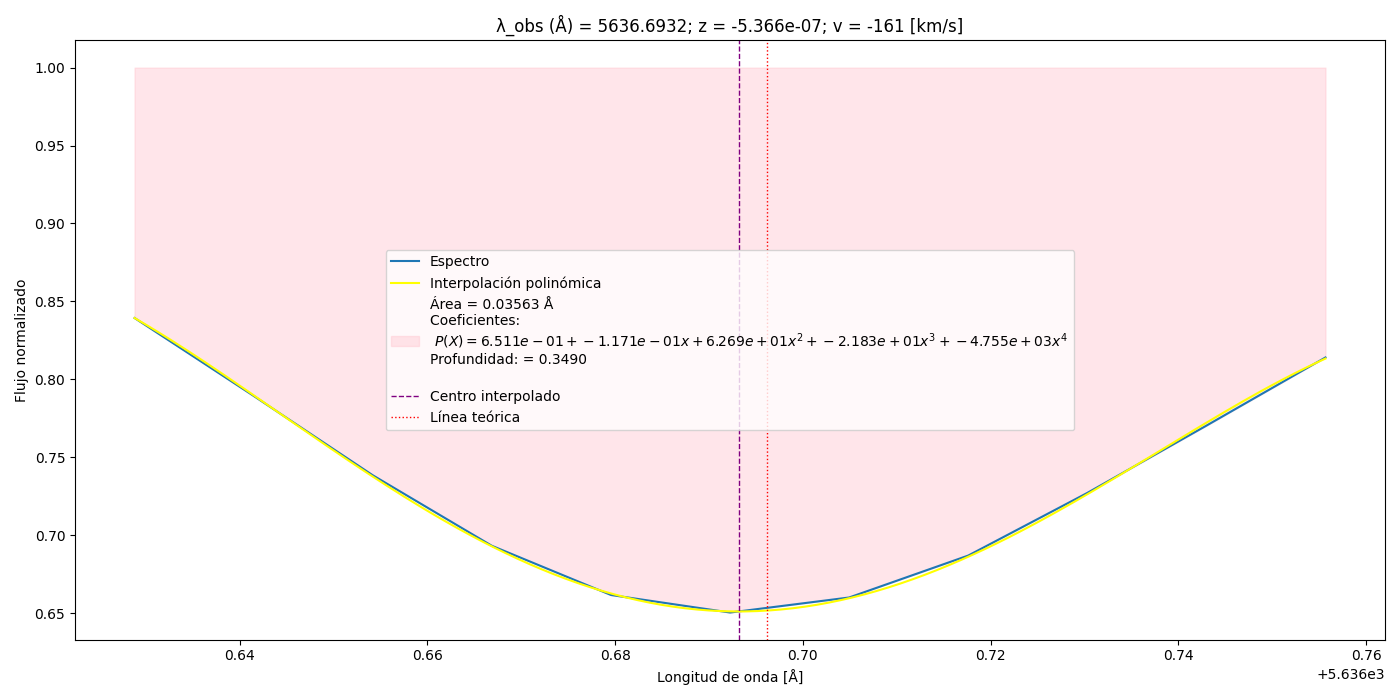 λ_obs (Å) = 5636.6932; z = -5.366e-07; v = -161 [km/s]
Flujo normalizado
1.00
0.95
0.90
0.85
0.80
0.75
0.70
0.65
Espectro
Interpolación polinómica
Área = 0.03563 Å
Coeficientes:
P(X) = 6.511e − 01 + − 1.171e − 01x + 6.269e + 01x² + − 2.183e + 01x³ + − 4.755e + 03x⁴
Profundidad: = 0.3490
Centro interpolado
Línea teórica
0.64 0.66 0.68 0.70 0.72 0.74 0.76
+5.636e3
Longitud de onda [Å]